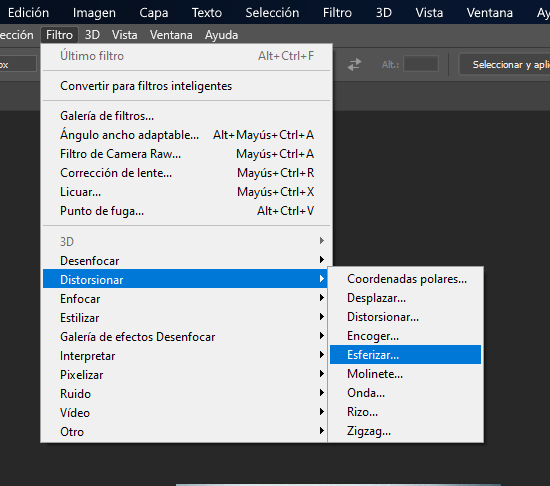 Edición Imagen Capa Texto Selección Filtro 3D Vista Ventana Ay
ección Filtro 3D Vista Ventana Ayuda
Último filtro Alt+Ctrl+F
ox Alt.: Seleccionar y apli
Convertir para filtros inteligentes
Galería de filtros...
Ángulo ancho adaptable... Alt+Mayús+Ctrl+A
Filtro de Camera Raw... Mayús+Ctrl+A
Corrección de lente... Mayús+Ctrl+R
Licuar... Mayús+Ctrl+X
Punto de fuga... Alt+Ctrl+V
3D
Desenfocar
Distorsionar
Enfocar
Estilizar
Galería de efectos Desenfocar
Interpretar
Pixelizar
Ruido
Vídeo
Otro
Coordenadas polares...
Desplazar...
Distorsionar...
Encoger...
Esferizar...
Molinete...
Onda...
Rizo...
Zigzag...